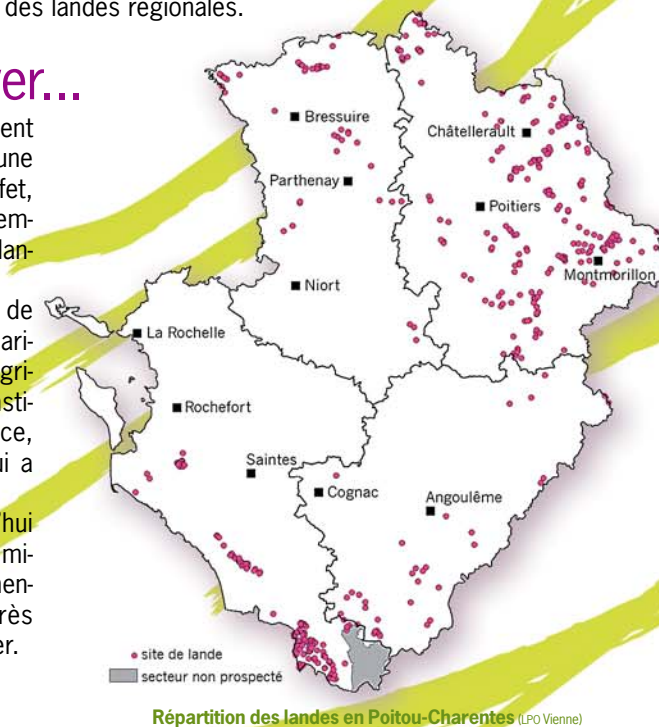 des landes régionales.
er...
ent
une
fet,
em-
lan-
de
ari-
gri-
sti-
ce,
ui a
'hui
mi-
nen-
rès
er.
Bressuire
Châtellerault
Parthenay
Poitiers
Montmorillon
Niort
La Rochelle
Rochefort
Saintes
Cognac
Angoulême
site de lande
secteur non prospecté
Répartition des landes en Poitou-Charentes (LPO Vienne)